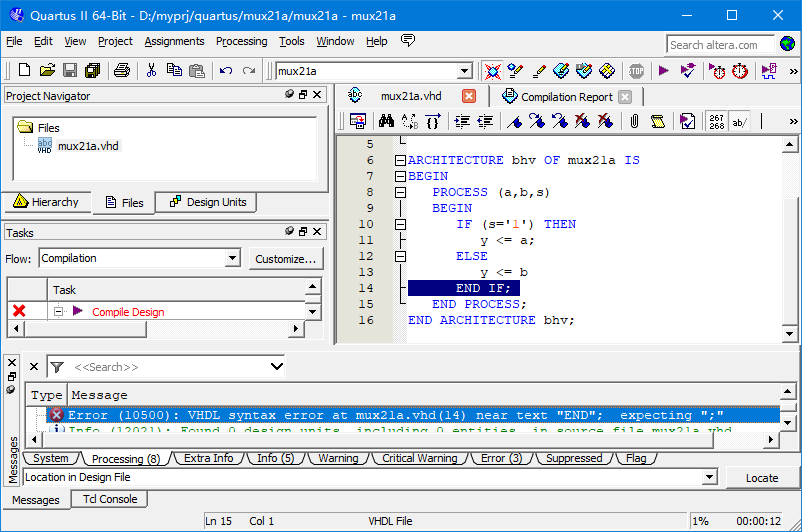 Quartus II 64-Bit - D:/myprj/quartus/mux21a/mux21a - mux21a
File Edit View Project Assignments Processing Tools Window Help
Search altera.com
mux21a
Project Navigator
Files
abc
VHD
mux21a.vhd
Hierarchy Files Design Units
Tasks
Flow: Compilation Customize...
Task
Compile Design
abc mux21a.vhd Compilation Report
267
268
ab/
5
6 ARCHITECTURE bhv OF mux21a IS
7 BEGIN
8 PROCESS (a,b,s)
9 BEGIN
10 IF (s='1') THEN
11 y <= a;
12 ELSE
13 y <= b
14 END IF;
15 END PROCESS;
16 END ARCHITECTURE bhv;
<<Search>>
Type Message
Error (10500): VHDL syntax error at mux21a.vhd(14) near text "END"; expecting ";"
Info (12021): Found 0 design units, including 0 entities, in source file mux21a.vhd
System Processing (8) Extra Info Info (5) Warning Critical Warning Error (3) Suppressed Flag
Messages
Location in Design File Locate
Messages Tcl Console
Ln 15 Col 1 VHDL File 1% 00:00:12